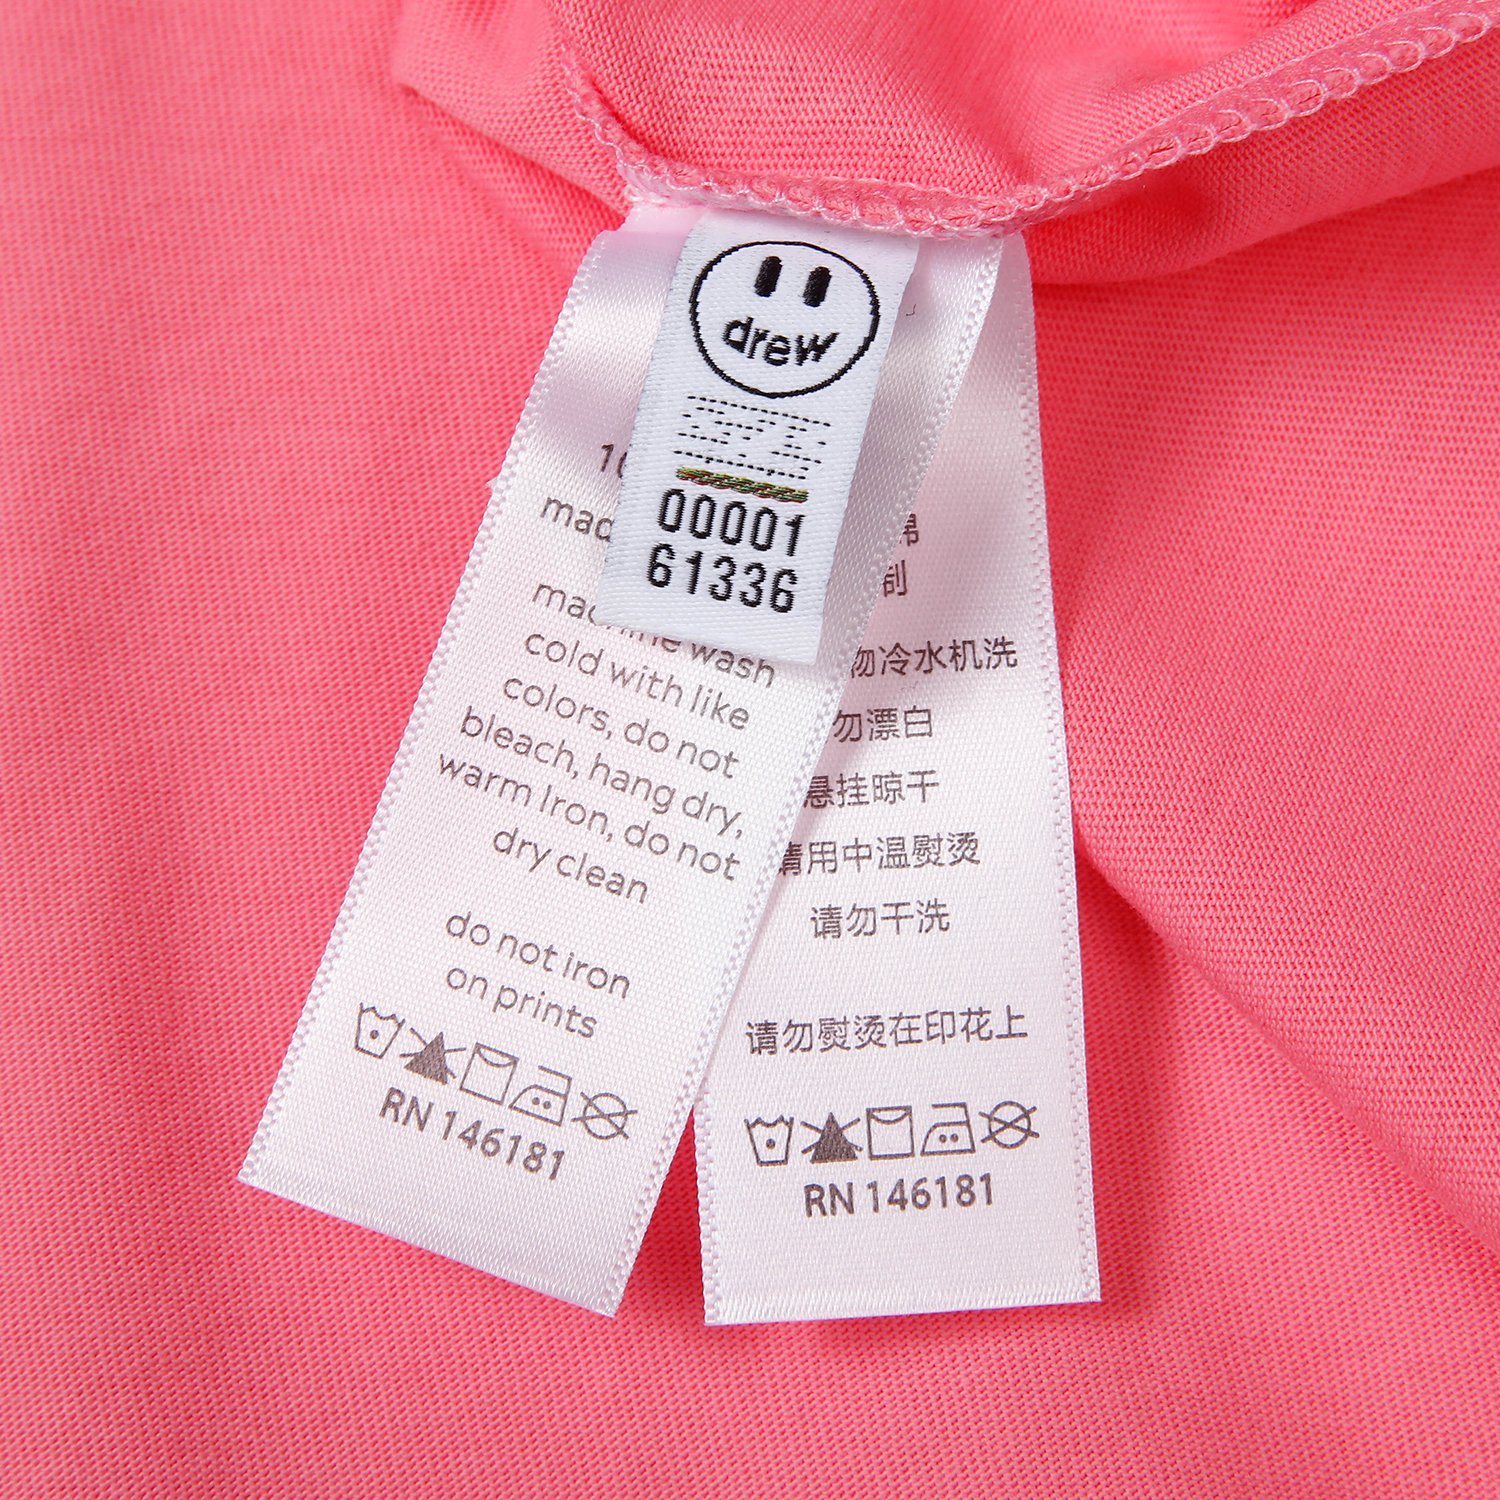 drew
00001
61336
machine wash
cold with like
colors, do not
bleach, hang dry,
warm Iron, do not
dry clean
do not iron
on prints
RN 146181
勿冷水机洗
勿漂白
悬挂晾干
请用中温熨烫
请勿干洗
请勿熨烫在印花上
RN 146181